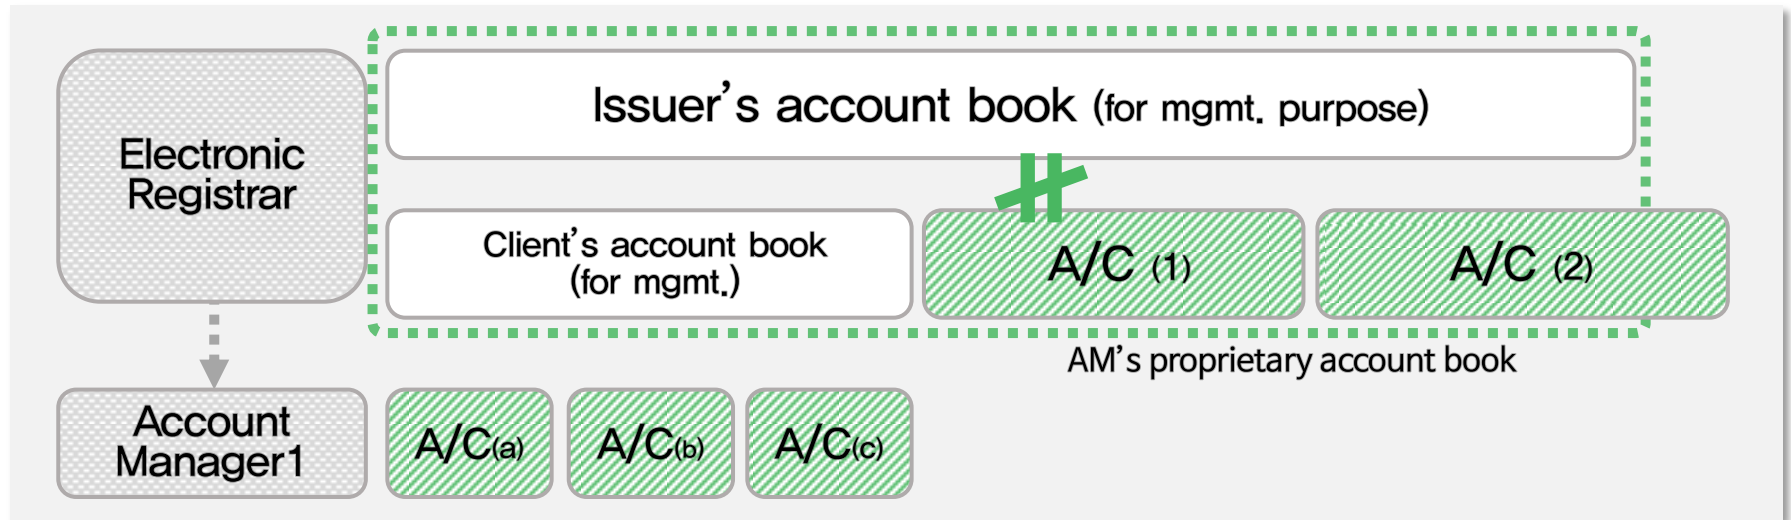 Electronic
Registrar
Issuer’s account book (for mgmt. purpose)
Client’s account book
(for mgmt.)
A/C (1)
A/C (2)
AM’s proprietary account book
Account
Manager1
A/C(a)
A/C(b)
A/C(c)